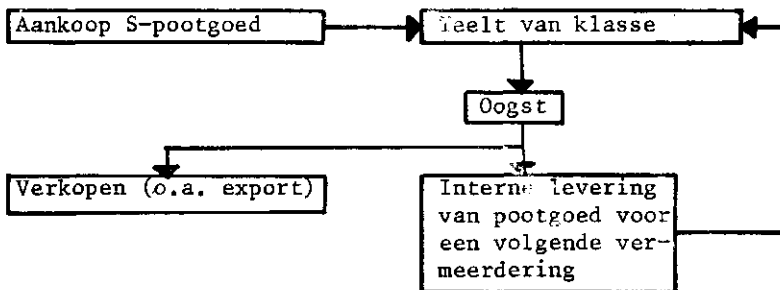 Aankoop S-pootgoed
Teelt van klasse
Oogst
Verkopen (o.a. export)
Interne levering
van pootgoed voor
een volgende ver-
meerdering